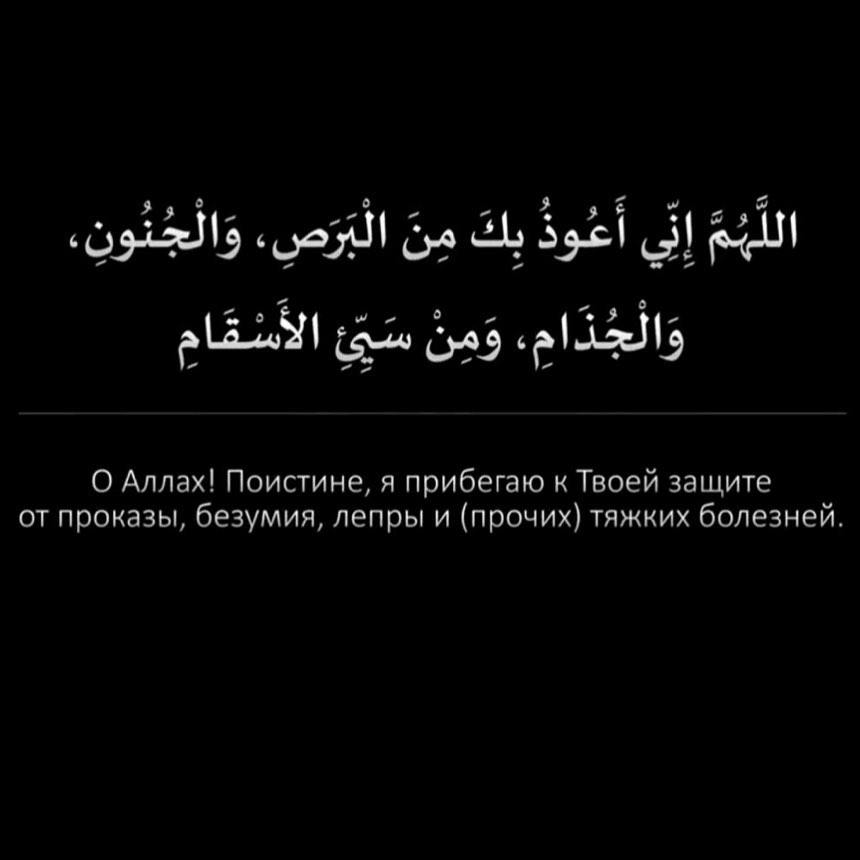 اللَّهُمَّ إِنِّي أَعُوذُ بِكَ مِنَ الْبَرَصِ، وَالْجُنُونِ،
وَالْجُذَامِ، وَمِنْ سَيِّئِ الأَسْقَامِ
О Аллах! Поистине, я прибегаю к Твоей защите
от проказы, безумия, лепры и (прочих) тяжких болезней.